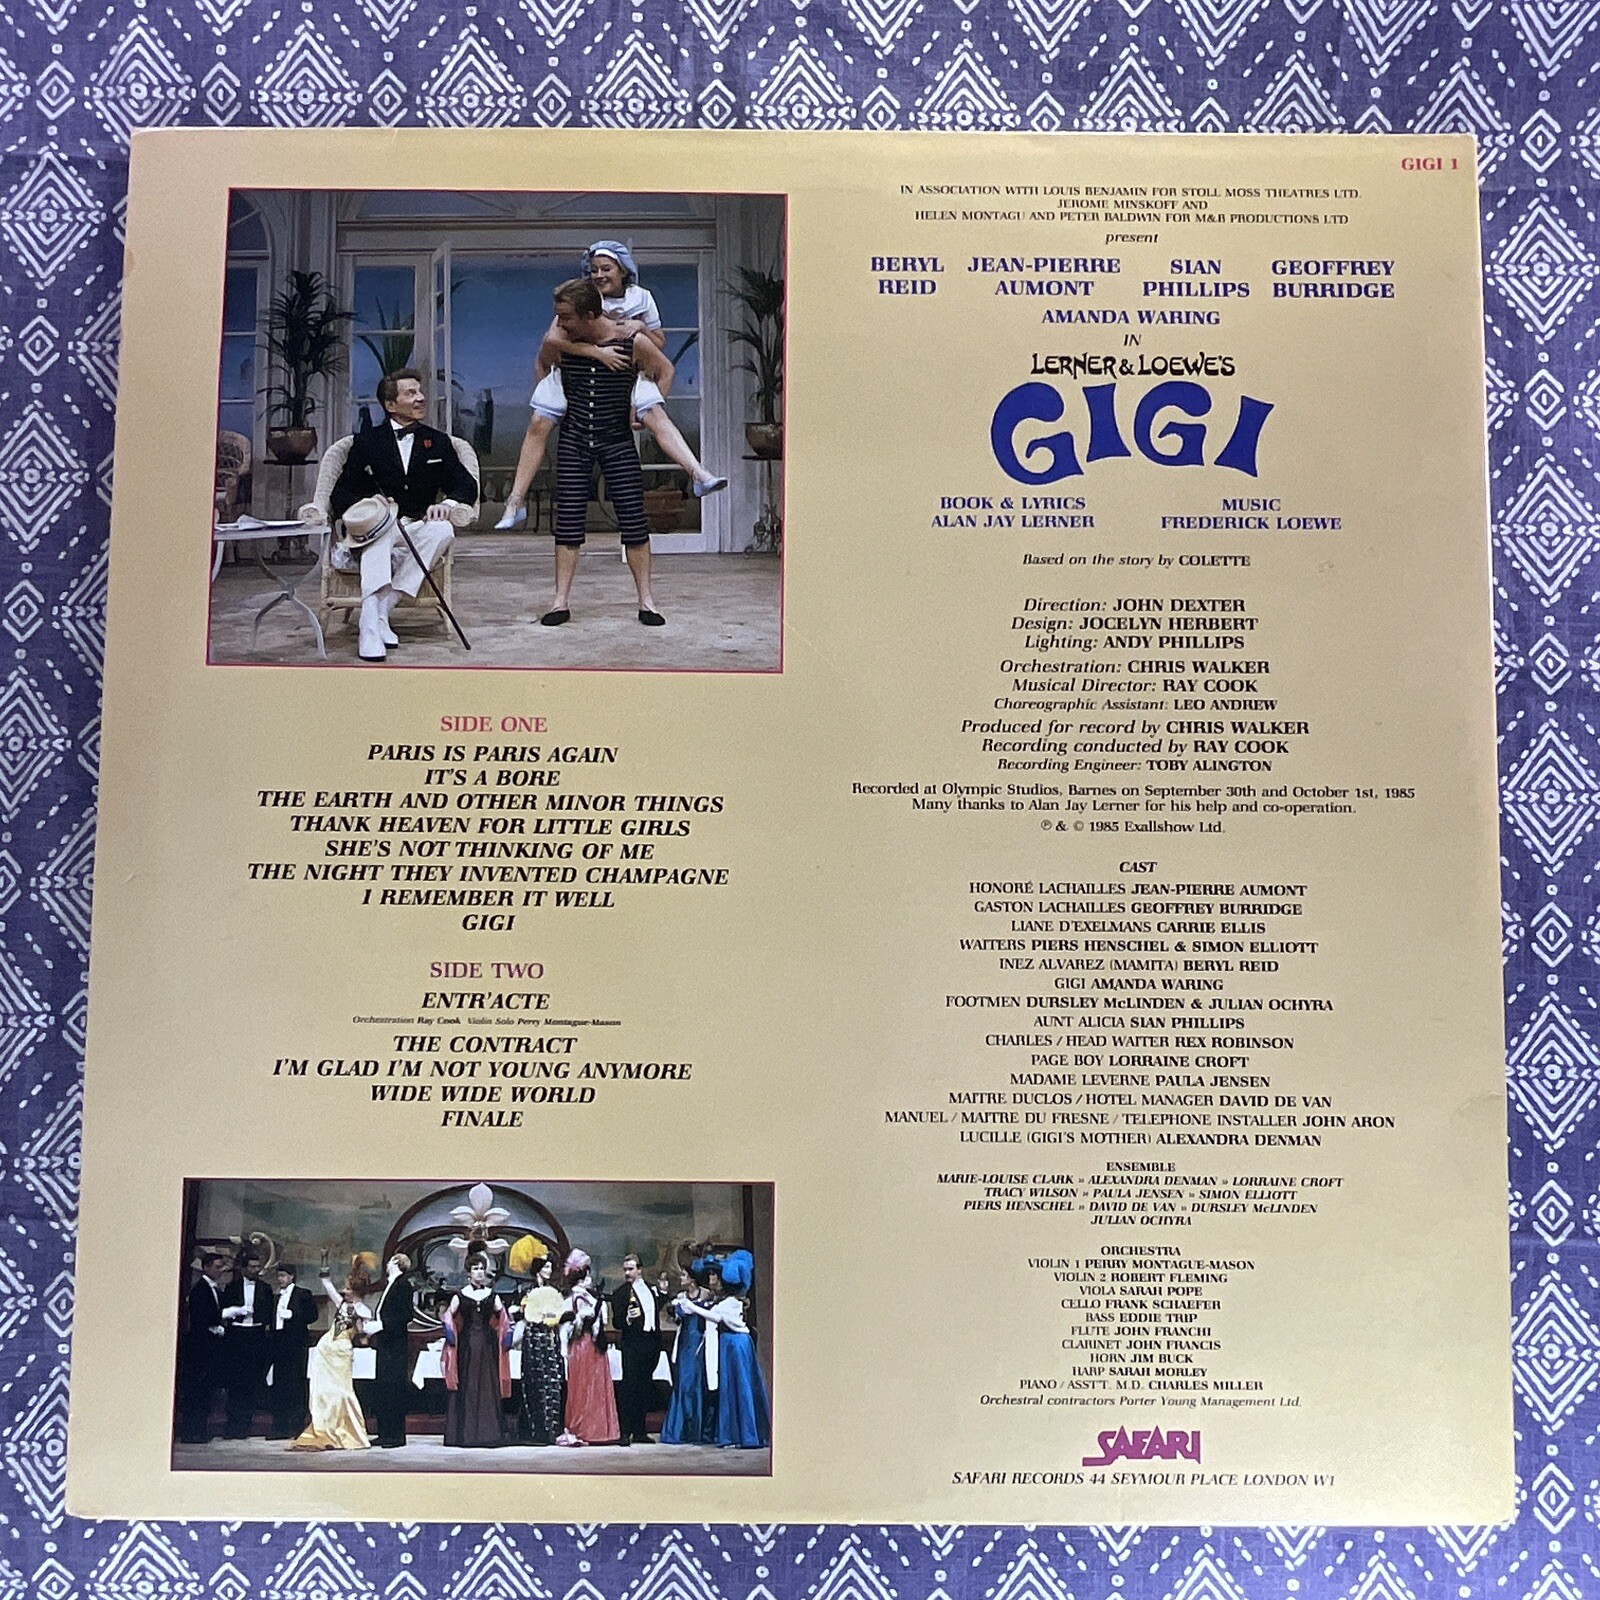 GIGI 1
IN ASSOCIATION WITH LOUIS BENJAMIN FOR STOLL MOSS THEATRES LTD.
JEROME MINSKOFF AND
HELEN MONTAGU AND PETER BALDWIN FOR M&B PRODUCTIONS LTD
present
BERYL REID JEAN-PIERRE AUMONT SIAN PHILLIPS GEOFFREY BURRIDGE
AMANDA WARING
IN
LERNER & LOEWE'S
GIGI
BOOK & LYRICS
ALAN JAY LERNER
MUSIC
FREDERICK LOEWE
Based on the story by COLETTE
Direction: JOHN DEXTER
Design: JOCELYN HERBERT
Lighting: ANDY PHILLIPS
Orchestration: CHRIS WALKER
Musical Director: RAY COOK
Choreographic Assistant: LEO ANDREW
Produced for record by CHRIS WALKER
Recording conducted by RAY COOK
Recording Engineer: TOBY ALINGTON
Recorded at Olympic Studios, Barnes on September 30th and October 1st, 1985
Many thanks to Alan Jay Lerner for his help and co-operation.
℗ & © 1985 Exallshow Ltd.
CAST
HONORÉ LACHAILLES JEAN-PIERRE AUMONT
GASTON LACHAILLES GEOFFREY BURRIDGE
LIANE D'EXELMANS CARRIE ELLIS
WAITERS PIERS HENSCHEL & SIMON ELLIOTT
INEZ ALVAREZ (MAMITA) BERYL REID
GIGI AMANDA WARING
FOOTMEN DURSLEY McLINDEN & JULIAN OCHYRA
AUNT ALICIA SIAN PHILLIPS
CHARLES / HEAD WAITER REX ROBINSON
PAGE BOY LORRAINE CROFT
MADAME LEVERNE PAULA JENSEN
MAITRE DUCLOS / HOTEL MANAGER DAVID DE VAN
MANUEL / MAITRE DU FRESNE / TELEPHONE INSTALLER JOHN ARON
LUCILLE (GIGI'S MOTHER) ALEXANDRA DENMAN
ENSEMBLE
MARIE-LOUISE CLARK » ALEXANDRA DENMAN » LORRAINE CROFT
TRACY WILSON » PAULA JENSEN » SIMON ELLIOTT
PIERS HENSCHEL » DAVID DE VAN » DURSLEY McLINDEN
JULIAN OCHYRA
ORCHESTRA
VIOLIN 1 PERRY MONTAGUE-MASON
VIOLIN 2 ROBERT FLEMING
VIOLA SARAH POPE
CELLO FRANK SCHAEFER
BASS EDDIE TRIP
FLUTE JOHN FRANCHI
CLARINET JOHN FRANCIS
HORN JIM BUCK
HARP SARAH MORLEY
PIANO / ASS'T. M.D. CHARLES MILLER
Orchestral contractors Porter Young Management Ltd.
SAFARI
SAFARI RECORDS 44 SEYMOUR PLACE LONDON W1
SIDE ONE
PARIS IS PARIS AGAIN
IT'S A BORE
THE EARTH AND OTHER MINOR THINGS
THANK HEAVEN FOR LITTLE GIRLS
SHE'S NOT THINKING OF ME
THE NIGHT THEY INVENTED CHAMPAGNE
I REMEMBER IT WELL
GIGI
SIDE TWO
ENTR'ACTE
Orchestration Ray Cook Violin Solo Perry Montague-Mason
THE CONTRACT
I'M GLAD I'M NOT YOUNG ANYMORE
WIDE WIDE WORLD
FINALE